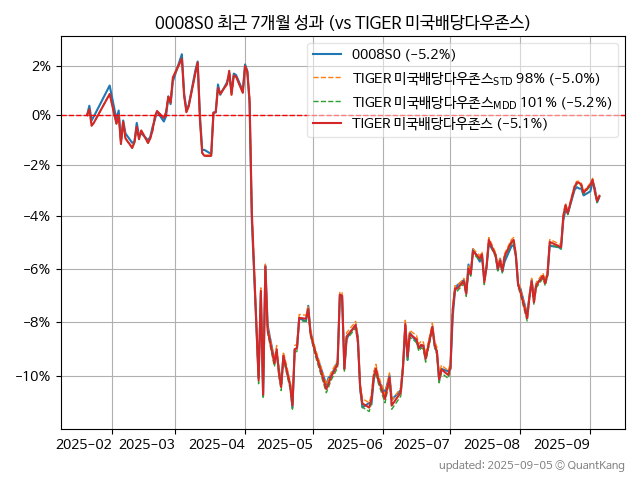 0008S0 최근 7개월 성과 (vs TIGER 미국배당다우존스)
0008S0 (−5.2%)
TIGER 미국배당다우존스STD 98% (−5.0%)
TIGER 미국배당다우존스MDD 101% (−5.2%)
TIGER 미국배당다우존스 (−5.1%)
2%
0%
−2%
−4%
−6%
−8%
−10%
2025-02 2025-03 2025-04 2025-05 2025-06 2025-07 2025-08 2025-09
updated: 2025-09-05 © QuantKang